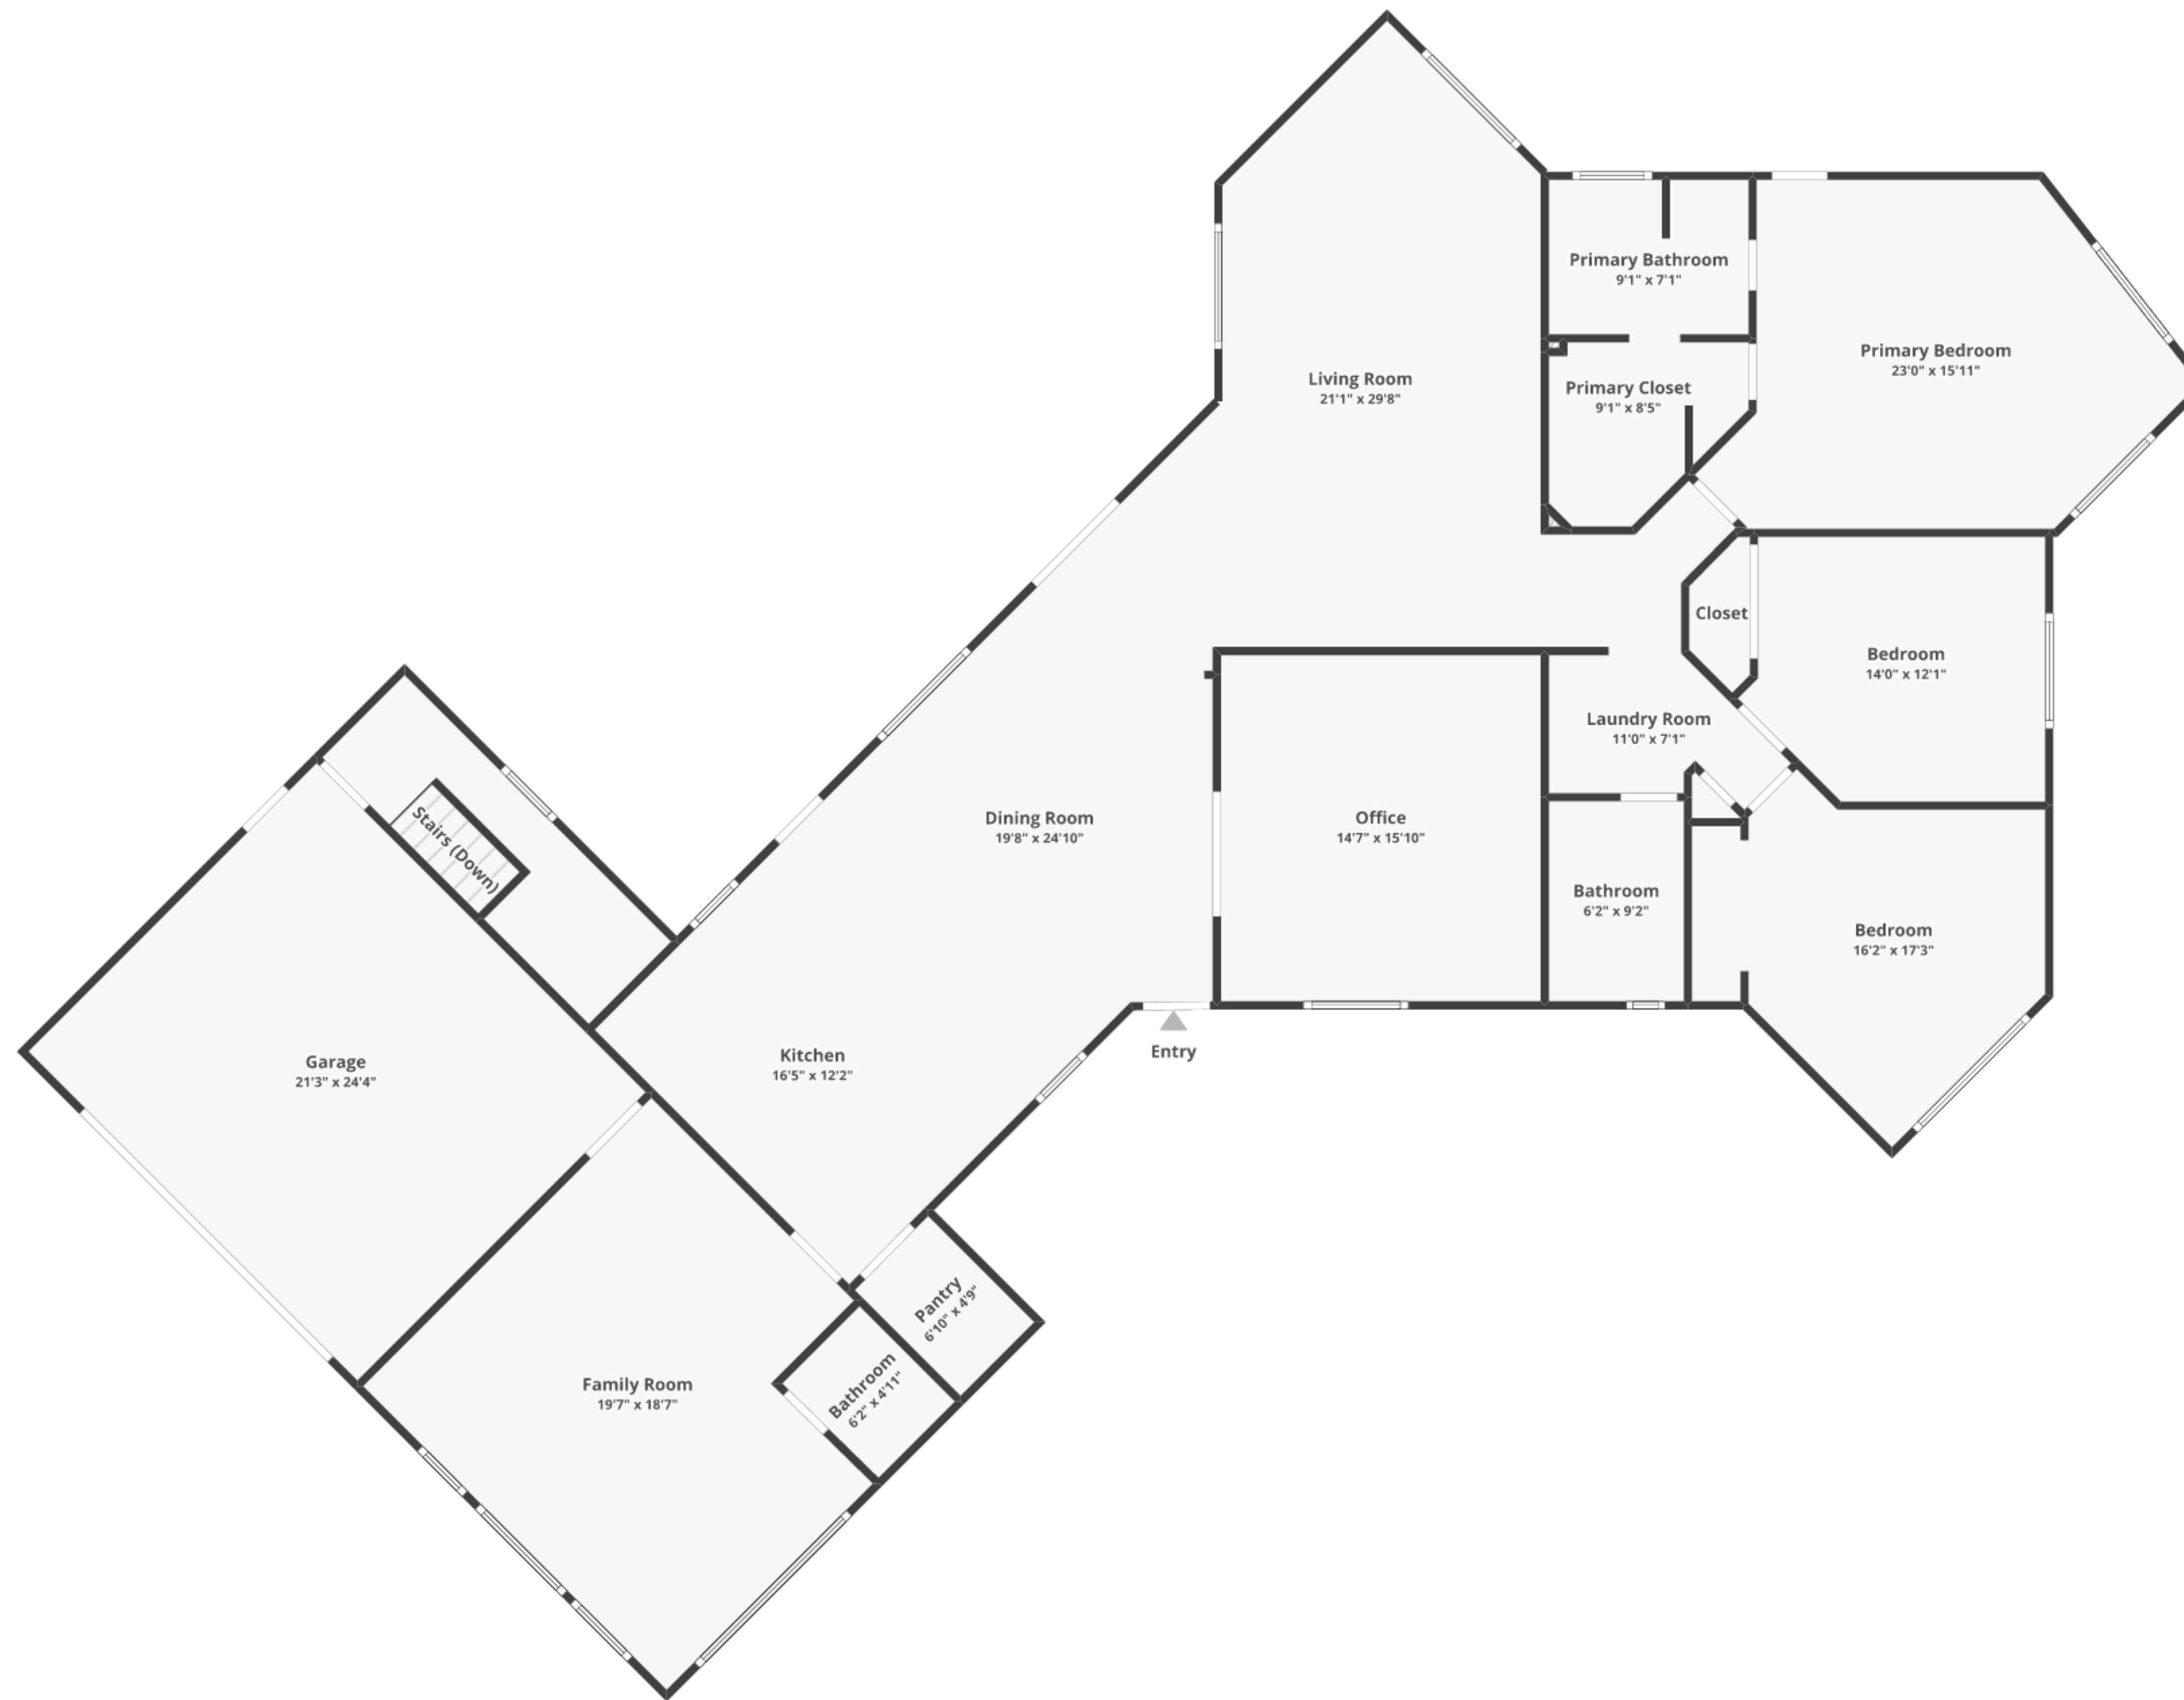 Primary Bathroom
9'1" x 7'1"
Primary Bedroom
23'0" x 15'11"
Living Room
21'1" x 29'8"
Primary Closet
9'1" x 8'5"
Closet
Bedroom
14'0" x 12'1"
Laundry Room
11'0" x 7'1"
Stairs (Down)
Dining Room
19'8" x 24'10"
Office
14'7" x 15'10"
Bathroom
6'2" x 9'2"
Bedroom
16'2" x 17'3"
Entry
Kitchen
16'5" x 12'2"
Garage
21'3" x 24'4"
Pantry
6'10" x 4'9"
Family Room
19'7" x 18'7"
Bathroom
6'2" x 4'11"